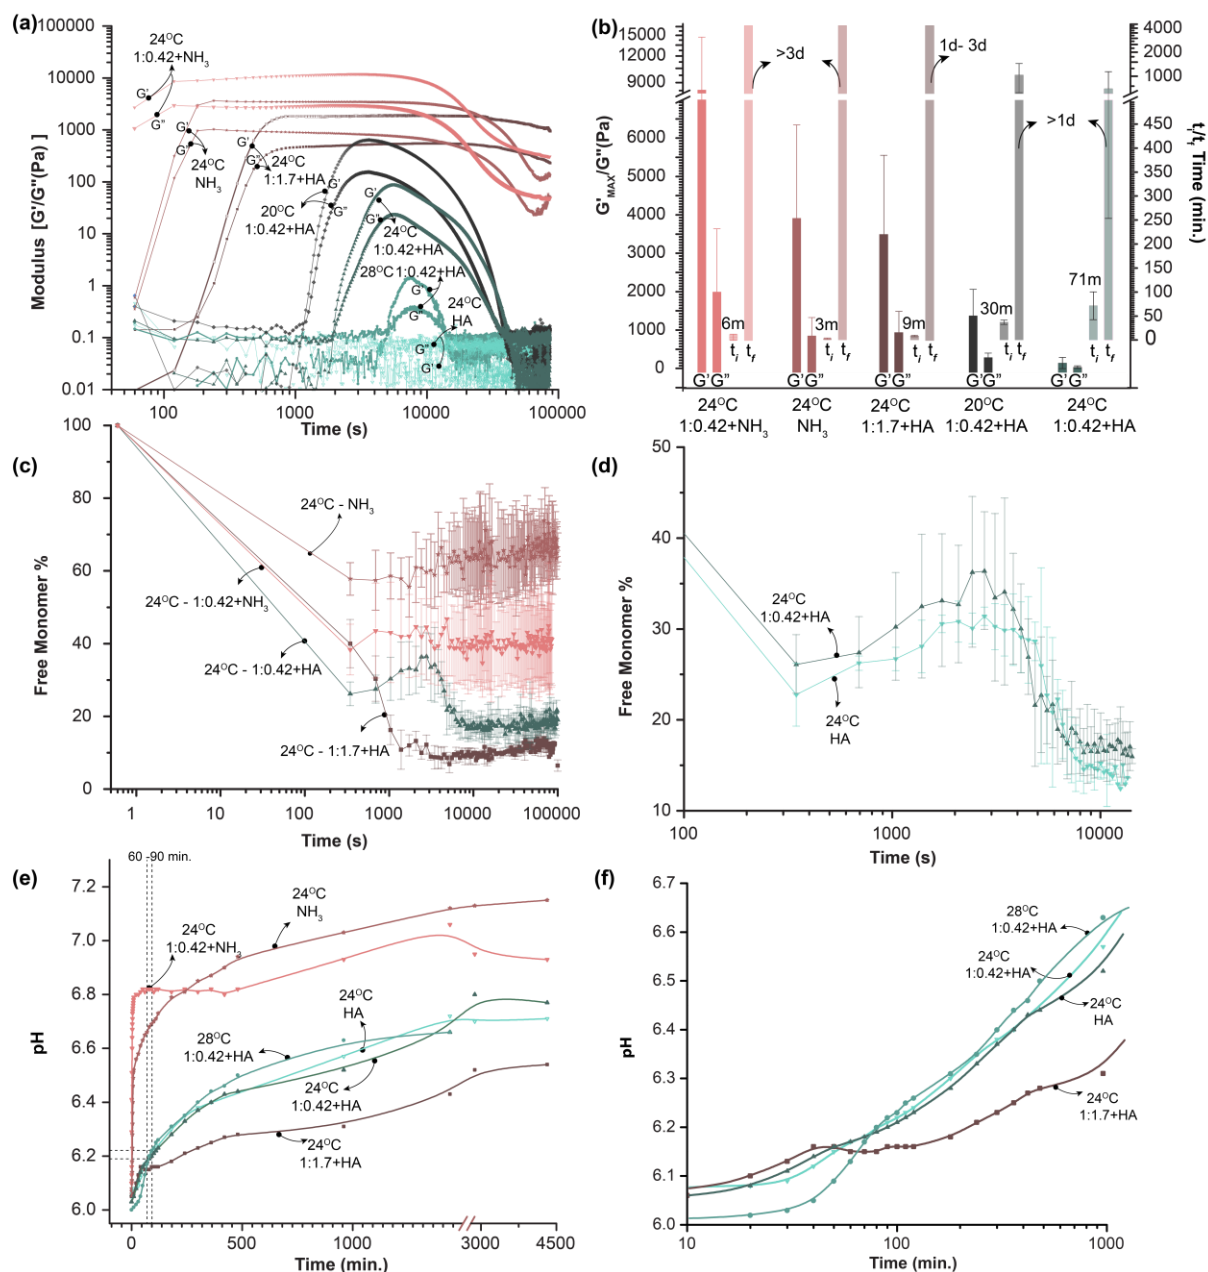 (a)
Modulus [G'/G''(Pa) ]
100000
10000
1000
100
10
1
0.1
0.01
24°C
1:0.42+NH₃
G'
G''
G'
G''
24°C
NH₃
G'
G''
24°C
1:1.7+HA
G'
G''
20°C
1:0.42+HA
G'
G''
24°C
1:0.42+HA
28°C 1:0.42+HA
G'
G''
24°C
HA
G''
G'
100
1000
10000
100000
Time (s)
(b)
G'MAX/G''(Pa)
15000
12000
9000
6000
5000
4000
3000
2000
1000
0
4000
3000
2000
1000
450
400
350
300
250
200
150
100
50
0
>3d
1d- 3d
>1d
6m
3m
9m
30m
71m
tᵢ t_f
tᵢ t_f
tᵢ t_f
tᵢ t_f
tᵢ t_f
G' G''
G' G''
G' G''
G' G''
G' G''
24°C
1:0.42+NH₃
24°C
NH₃
24°C
1:1.7+HA
20°C
1:0.42+HA
24°C
1:0.42+HA
(c)
Free Monomer %
100
80
60
40
20
0
24°C - NH₃
24°C - 1:0.42+NH₃
24°C - 1:0.42+HA
24°C - 1:1.7+HA
1
10
100
1000
10000
100000
Time (s)
(d)
Free Monomer %
50
40
30
20
10
24°C
1:0.42+HA
24°C
HA
100
1000
10000
Time (s)
(e)
pH
60 -90 min.
7.2
7.0
6.8
6.6
6.4
6.2
6.0
24°C
NH₃
24°C
1:0.42+NH₃
24°C
HA
28°C
1:0.42+HA
24°C
1:0.42+HA
24°C
1:1.7+HA
0
500
1000
3000
4500
Time (min.)
(f)
pH
6.7
6.6
6.5
6.4
6.3
6.2
6.1
6.0
28°C
1:0.42+HA
24°C
1:0.42+HA
24°C
HA
24°C
1:1.7+HA
10
100
1000
Time (min.)